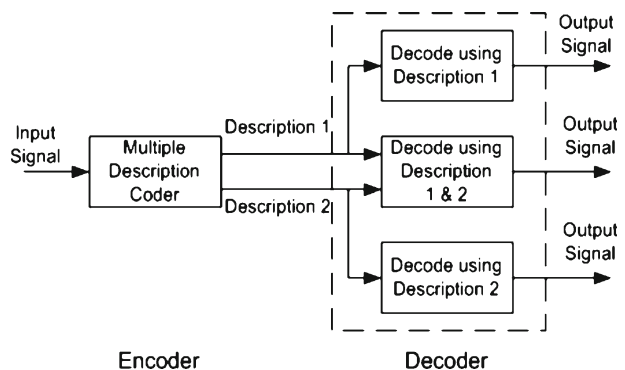 Input
Signal
Multiple
Description
Coder
Description 1
Description 2
Decode using
Description 1
Decode using
Description
1 & 2
Decode using
Description 2
Output
Signal
Output
Signal
Output
Signal
Encoder
Decoder